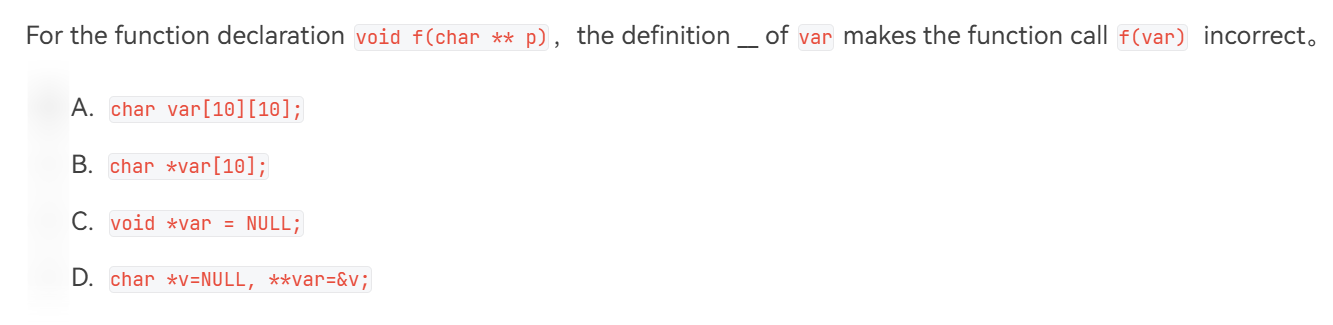 For the function declaration void f(char ** p)， the definition __ of var makes the function call f(var) incorrect。
A. char var[10][10];
B. char *var[10];
C. void *var = NULL;
D. char *v=NULL, **var=&v;